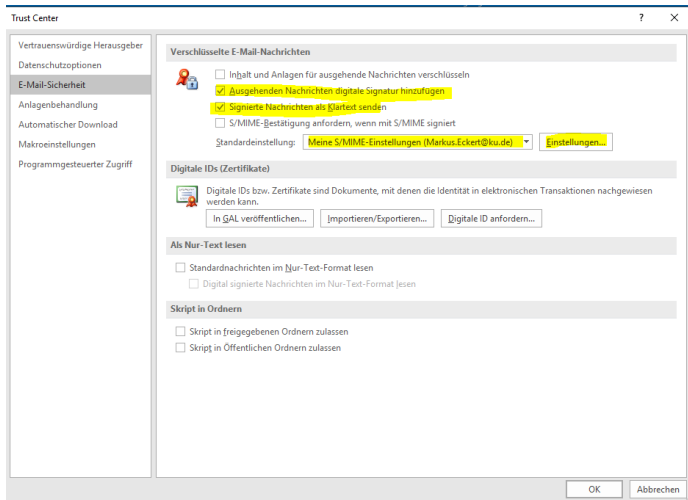 Trust Center
?
Vertrauenswürdige Herausgeber
Datenschutzoptionen
E-Mail-Sicherheit
Anlagenbehandlung
Automatischer Download
Makroeinstellungen
Programmgesteuerter Zugriff
Verschlüsselte E-Mail-Nachrichten
Inhalt und Anlagen für ausgehende Nachrichten verschlüsseln
Ausgehenden Nachrichten digitale Signatur hinzufügen
Signierte Nachrichten als Klartext senden
S/MIME-Bestätigung anfordern, wenn mit S/MIME signiert
Standardeinstellung: Meine S/MIME-Einstellungen (Markus.Eckert@ku.de) Einstellungen...
Digitale IDs (Zertifikate)
Digitale IDs bzw. Zertifikate sind Dokumente, mit denen die Identität in elektronischen Transaktionen nachgewiesen
werden kann.
In GAL veröffentlichen... Importieren/Exportieren... Digitale ID anfordern...
Als Nur-Text lesen
Standardnachrichten im Nur-Text-Format lesen
Digital signierte Nachrichten im Nur-Text-Format lesen
Skript in Ordnern
Skript in freigegebenen Ordnern zulassen
Skript in Öffentlichen Ordnern zulassen
OK Abbrechen